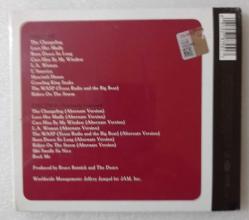 The Changeling
Love Her Madly
Been Down So Long
Cars Hiss By My Window
L.A. Woman
L'America
Hyacinth House
Crawling King Snake
The WASP (Texas Radio and the Big Beat)
Riders On The Storm
The Changeling (Alternate Version)
Love Her Madly (Alternate Version)
Cars Hiss By My Window (Alternate Version)
L.A. Woman (Alternate Version)
The WASP (Texas Radio and the Big Beat) (Alternate Version)
Been Down So Long (Alternate Version)
Riders On The Storm (Alternate Version)
She Smells So Nice
Rock Me
Produced by Bruce Botnick and The Doors
Worldwide Management: Jeffrey Jampol for JAM, Inc.